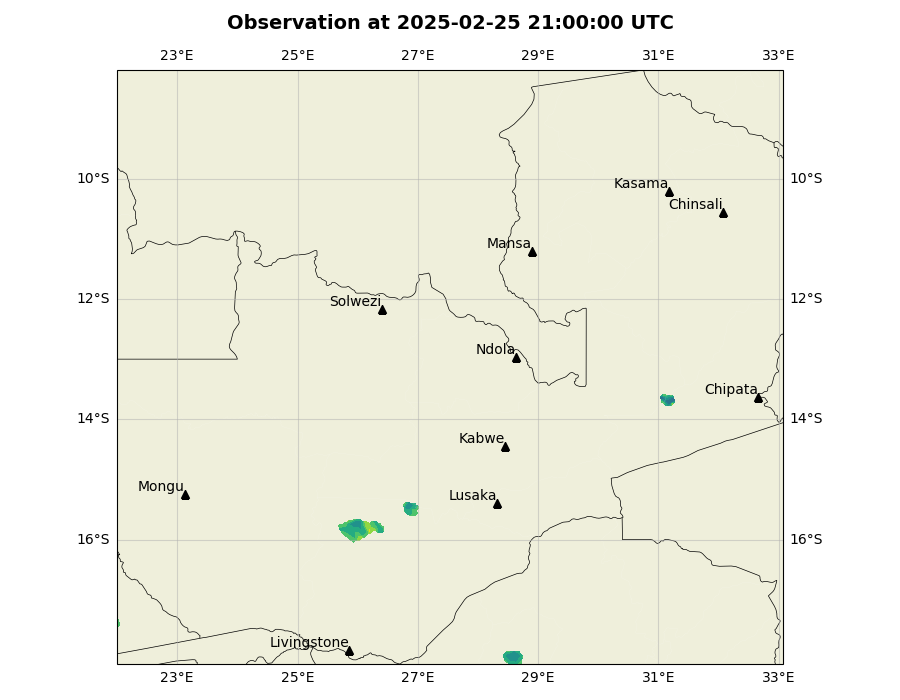 Observation at 2025-02-25 21:00:00 UTC
23°E 25°E 27°E 29°E 31°E 33°E
10°S 10°S
Kasama
Chinsali
Mansa
12°S 12°S
Solwezi
Ndola
Chipata
14°S 14°S
Kabwe
Mongu
Lusaka
16°S 16°S
Livingstone
23°E 25°E 27°E 29°E 31°E 33°E